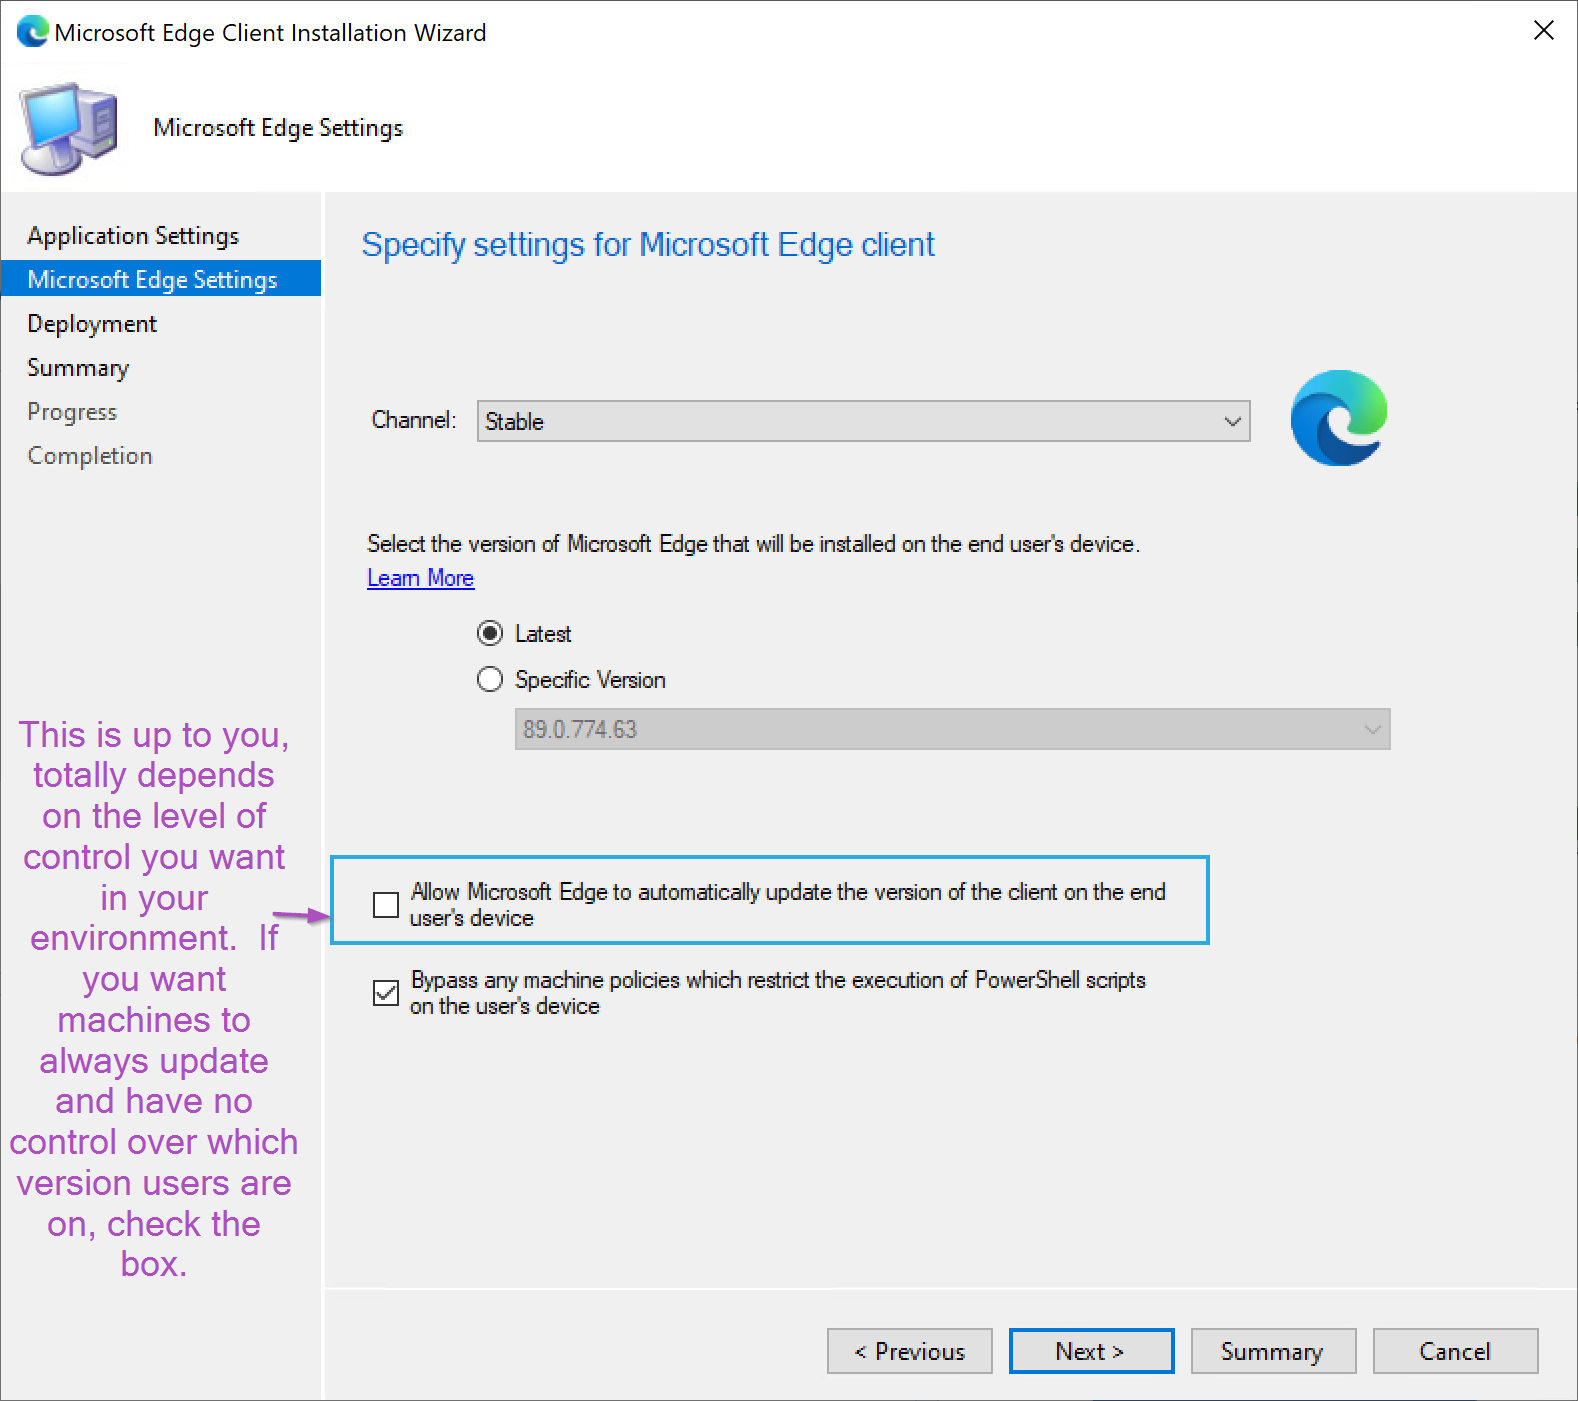 Microsoft Edge Client Installation Wizard
Microsoft Edge Settings
Application Settings
Microsoft Edge Settings
Deployment
Summary
Progress
Completion
Specify settings for Microsoft Edge client
Channel: Stable
Select the version of Microsoft Edge that will be installed on the end user's device.
Learn More
Latest
Specific Version
89.0.774.63
This is up to you,
totally depends
on the level of
control you want
in your
environment.  If
you want
machines to
always update
and have no
control over which
version users are
on, check the
box.
Allow Microsoft Edge to automatically update the version of the client on the end
user's device
Bypass any machine policies which restrict the execution of PowerShell scripts
on the user's device
< Previous
Next >
Summary
Cancel